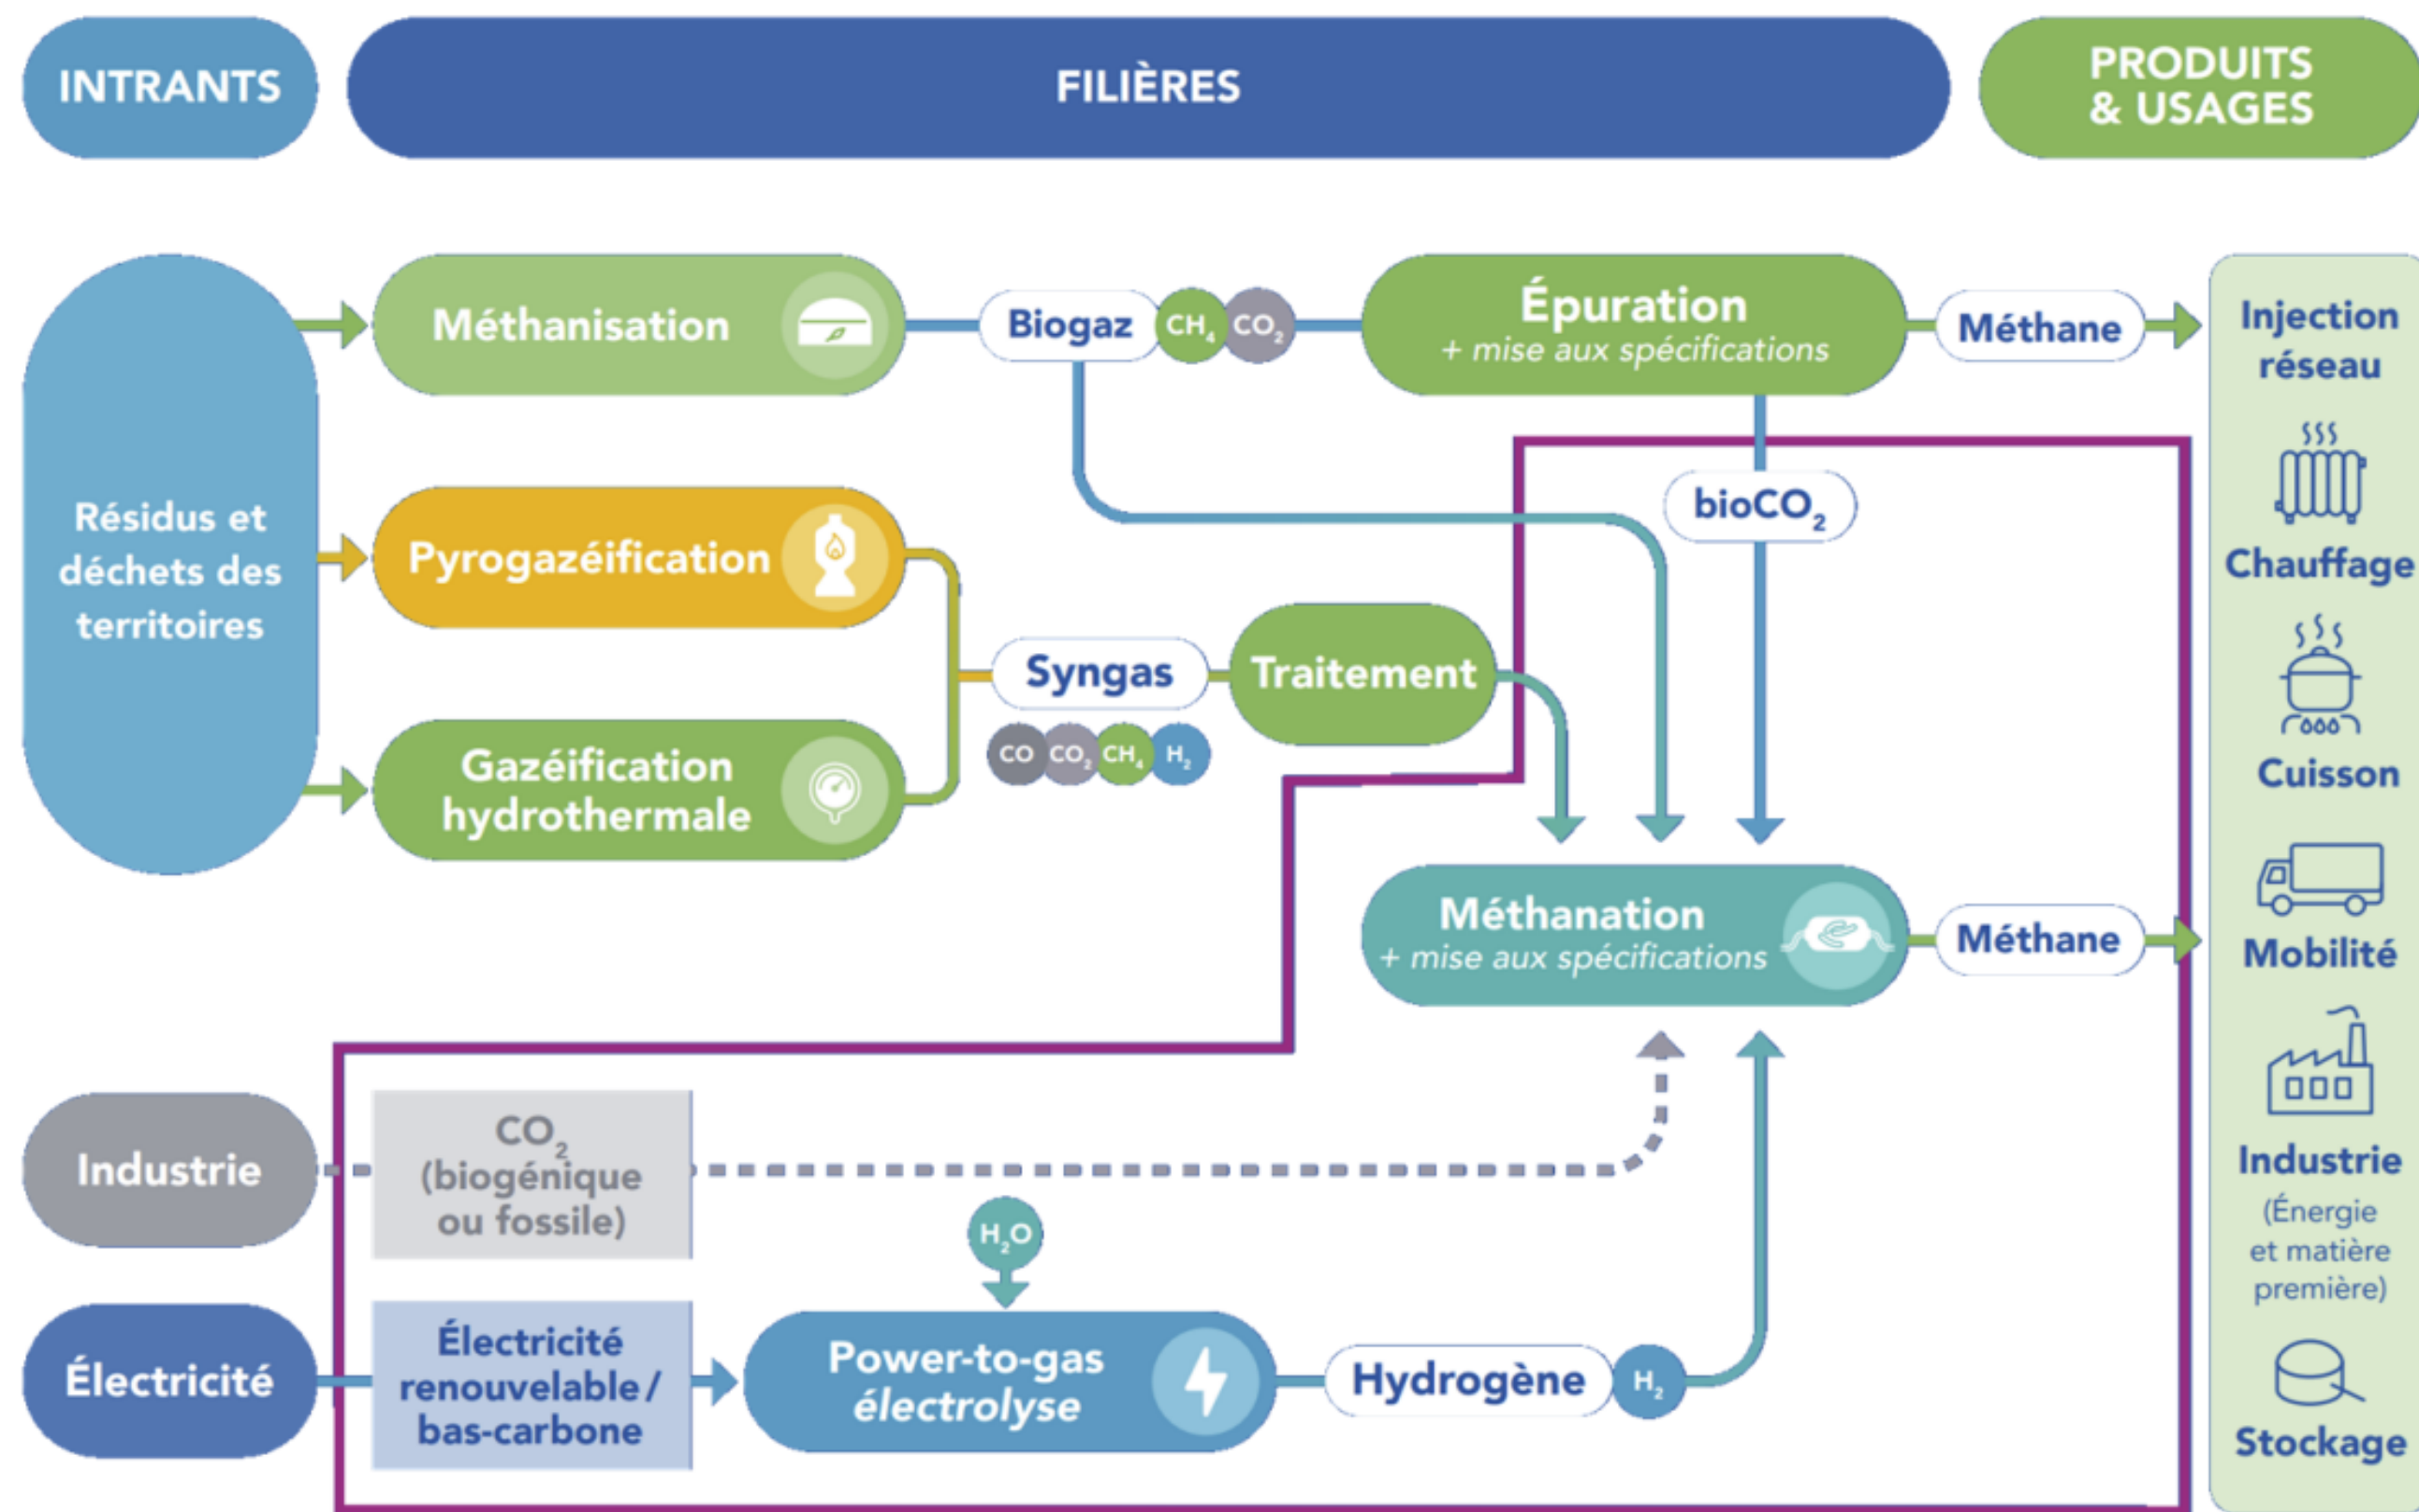 INTRANTS
FILIÈRES
PRODUITS
& USAGES
Résidus et
déchets des
territoires
Méthanisation
Biogaz
CH₄
CO₂
Épuration
+ mise aux spécifications
Méthane
bioCO₂
Pyrogazéification
Gazéification
hydrothermale
Syngas
CO
CO₂
CH₄
H₂
Traitement
Méthanation
+ mise aux spécifications
Méthane
Industrie
CO₂
(biogénique
ou fossile)
Électricité
Électricité
renouvelable /
bas-carbone
H₂O
Power-to-gas
électrolyse
Hydrogène
H₂
Injection
réseau
Chauffage
Cuisson
Mobilité
Industrie
(Énergie
et matière
première)
Stockage